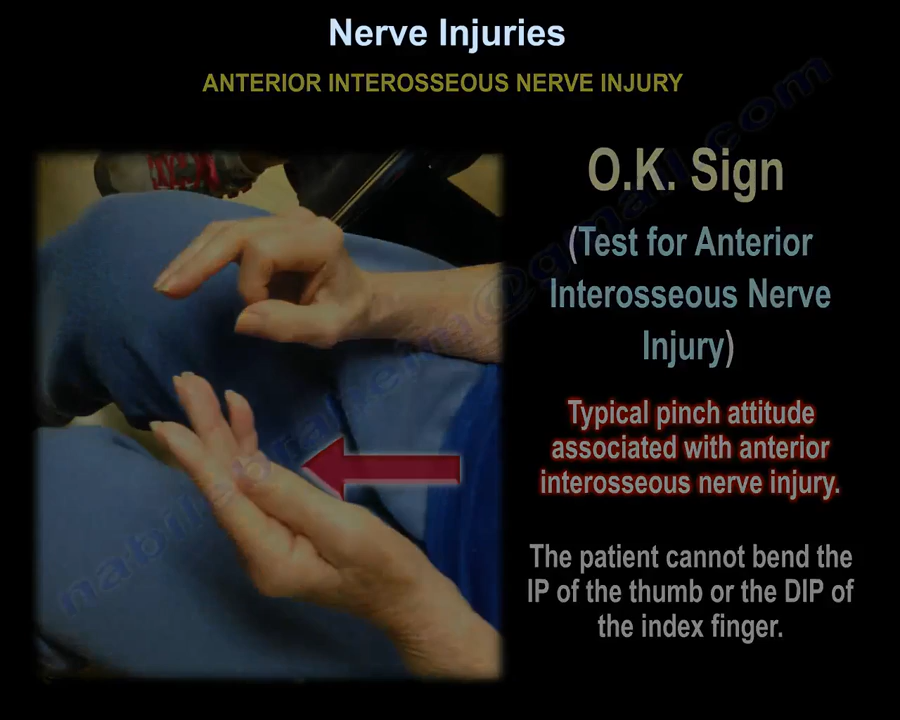 Nerve Injuries
ANTERIOR INTEROSSEOUS NERVE INJURY
O.K. Sign
(Test for Anterior
Interosseous Nerve
Injury)
Typical pinch attitude
associated with anterior
interosseous nerve injury.
The patient cannot bend the
IP of the thumb or the DIP of
the index finger.